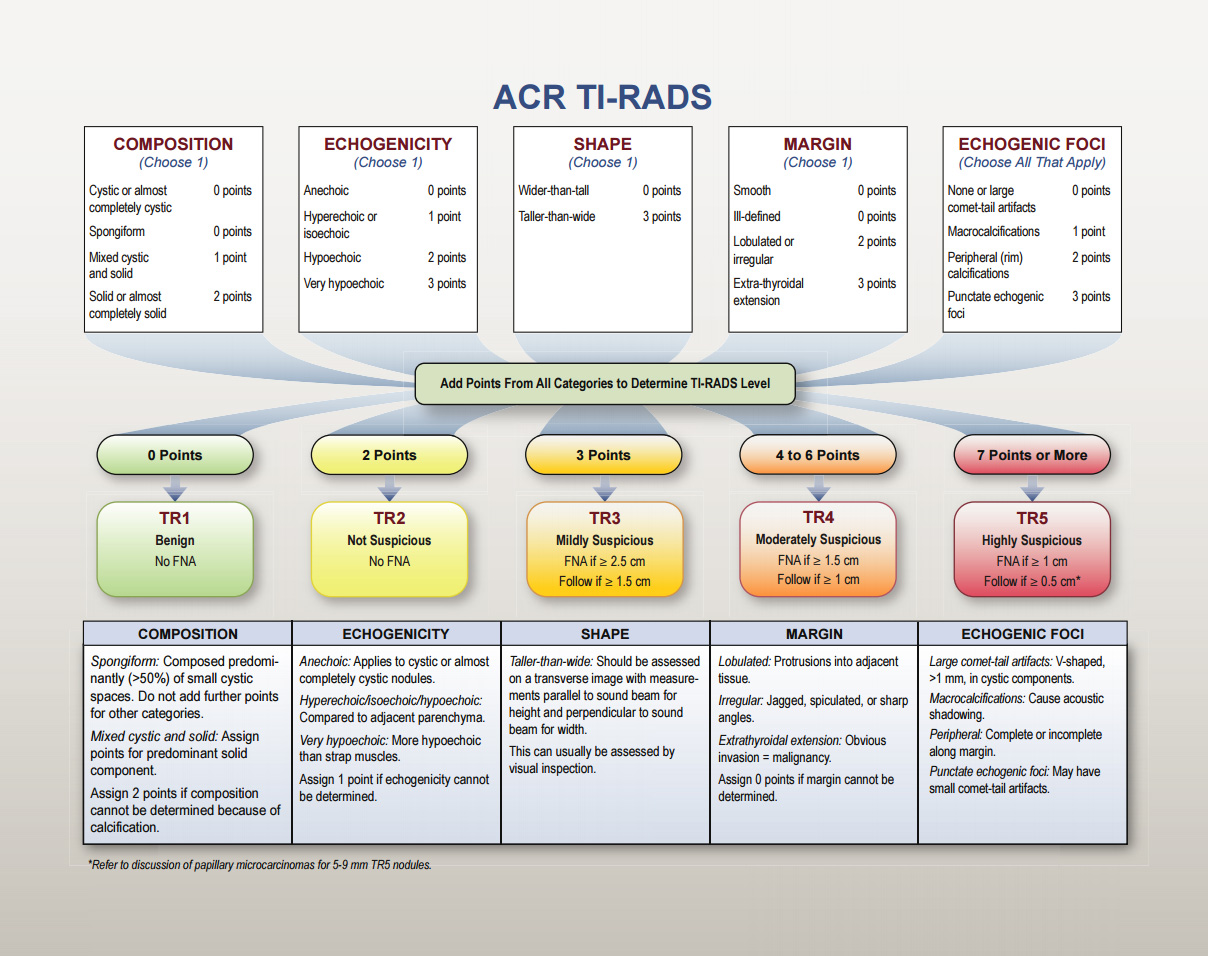 ACR TI-RADS
COMPOSITION
(Choose 1)
Cystic or almost
completely cystic
0 points
Spongiform
0 points
Mixed cystic
and solid
1 point
Solid or almost
completely solid
2 points
ECHOGENICITY
(Choose 1)
Anechoic
0 points
Hyperechoic or
isoechoic
1 point
Hypoechoic
2 points
Very hypoechoic
3 points
SHAPE
(Choose 1)
Wider-than-tall
0 points
Taller-than-wide
3 points
MARGIN
(Choose 1)
Smooth
0 points
Ill-defined
0 points
Lobulated or
irregular
2 points
Extra-thyroidal
extension
3 points
ECHOGENIC FOCI
(Choose All That Apply)
None or large
comet-tail artifacts
0 points
Macrocalcifications
1 point
Peripheral (rim)
calcifications
2 points
Punctate echogenic
foci
3 points
Add Points From All Categories to Determine TI-RADS Level
0 Points
2 Points
3 Points
4 to 6 Points
7 Points or More
TR1
Benign
No FNA
TR2
Not Suspicious
No FNA
TR3
Mildly Suspicious
FNA if ≥ 2.5 cm
Follow if ≥ 1.5 cm
TR4
Moderately Suspicious
FNA if ≥ 1.5 cm
Follow if ≥ 1 cm
TR5
Highly Suspicious
FNA if ≥ 1 cm
Follow if ≥ 0.5 cm*
COMPOSITION
Spongiform: Composed predomi-
nantly (>50%) of small cystic
spaces. Do not add further points
for other categories.
Mixed cystic and solid: Assign
points for predominant solid
component.
Assign 2 points if composition
cannot be determined because of
calcification.
ECHOGENICITY
Anechoic: Applies to cystic or almost
completely cystic nodules.
Hyperechoic/isoechoic/hypoechoic:
Compared to adjacent parenchyma.
Very hypoechoic: More hypoechoic
than strap muscles.
Assign 1 point if echogenicity cannot
be determined.
SHAPE
Taller-than-wide: Should be assessed
on a transverse image with measure-
ments parallel to sound beam for
height and perpendicular to sound
beam for width.
This can usually be assessed by
visual inspection.
MARGIN
Lobulated: Protrusions into adjacent
tissue.
Irregular: Jagged, spiculated, or sharp
angles.
Extrathyroidal extension: Obvious
invasion = malignancy.
Assign 0 points if margin cannot be
determined.
ECHOGENIC FOCI
Large comet-tail artifacts: V-shaped,
>1 mm, in cystic components.
Macrocalcifications: Cause acoustic
shadowing.
Peripheral: Complete or incomplete
along margin.
Punctate echogenic foci: May have
small comet-tail artifacts.
*Refer to discussion of papillary microcarcinomas for 5-9 mm TR5 nodules.